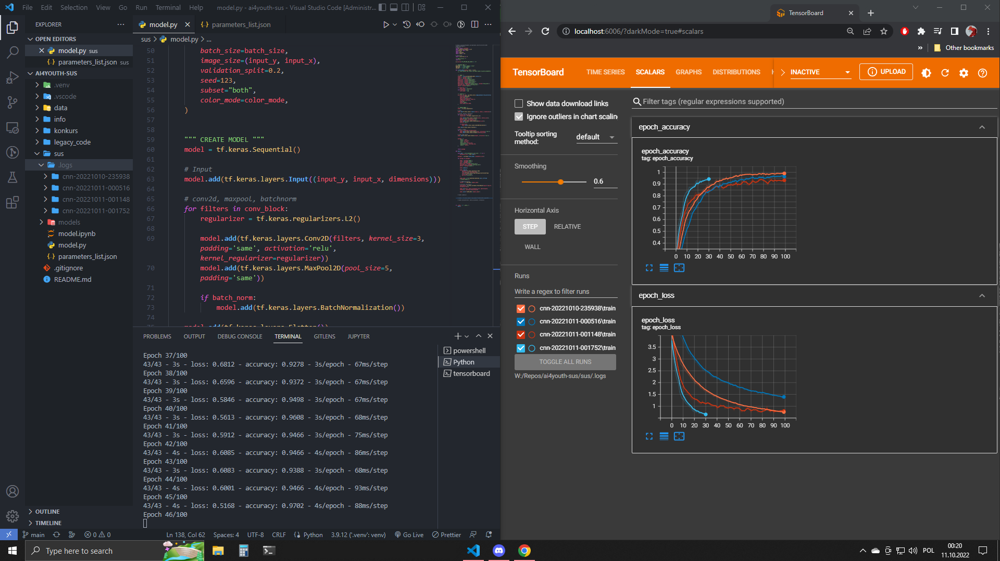 File Edit Selection View Go Run Terminal Help
model.py - ai4youth-sus - Visual Studio Code [Administr...
EXPLORER
OPEN EDITORS
model.py sus
parameters_list.json sus
AI4YOUTH-SUS
.venv
.vscode
data
info
konkurs
legacy_code
sus
.logs
cnn-20221010-235938
cnn-20221011-000516
cnn-20221011-001148
cnn-20221011-001752
models
model.ipynb
model.py
parameters_list.json
.gitignore
README.md
OUTLINE
TIMELINE
model.py
parameters_list.json
sus > model.py > ...
50 batch_size=batch_size,
51 image_size=(input_y, input_x),
52 validation_split=0.2,
53 seed=123,
54 subset="both",
55 color_mode=color_mode,
56 )
57
58
59 """ CREATE MODEL """
60 model = tf.keras.Sequential()
61
62 # Input
63 model.add(tf.keras.layers.Input((input_y, input_x, dimensions)))
64
65 # conv2d, maxpool, batchnorm
66 for filters in conv_block:
67 regularizer = tf.keras.regularizers.L2()
68
69 model.add(tf.keras.layers.Conv2D(filters, kernel_size=3,
padding='same', activation='relu',
kernel_regularizer=regularizer))
70 model.add(tf.keras.layers.MaxPool2D(pool_size=5,
padding='same'))
71
72 if batch_norm:
73 model.add(tf.keras.layers.BatchNormalization())
74
model.add(tf.keras.layers.Flatten())
PROBLEMS OUTPUT DEBUG CONSOLE TERMINAL GITLENS JUPYTER
Epoch 37/100
43/43 - 3s - loss: 0.6812 - accuracy: 0.9278 - 3s/epoch - 67ms/step
Epoch 38/100
43/43 - 3s - loss: 0.6596 - accuracy: 0.9372 - 3s/epoch - 67ms/step
Epoch 39/100
43/43 - 3s - loss: 0.5846 - accuracy: 0.9498 - 3s/epoch - 67ms/step
Epoch 40/100
43/43 - 3s - loss: 0.5613 - accuracy: 0.9608 - 3s/epoch - 68ms/step
Epoch 41/100
43/43 - 3s - loss: 0.5912 - accuracy: 0.9466 - 3s/epoch - 75ms/step
Epoch 42/100
43/43 - 4s - loss: 0.6085 - accuracy: 0.9466 - 4s/epoch - 86ms/step
Epoch 43/100
43/43 - 3s - loss: 0.6083 - accuracy: 0.9388 - 3s/epoch - 68ms/step
Epoch 44/100
43/43 - 4s - loss: 0.6001 - accuracy: 0.9466 - 4s/epoch - 93ms/step
Epoch 45/100
43/43 - 4s - loss: 0.5168 - accuracy: 0.9702 - 4s/epoch - 88ms/step
Epoch 46/100
powershell
Python
tensorboard
main 0 0 Ln 138, Col 62 Spaces: 4 UTF-8 CRLF Python 3.9.12 ('.venv': venv) Go Live Prettier
TensorBoard
localhost:6006/?darkMode=true#scalars
» Other bookmarks
TensorBoard TIME SERIES SCALARS GRAPHS DISTRIBUTIONS INACTIVE UPLOAD
Show data download links
Ignore outliers in chart scaling
Tooltip sorting
method: default
Smoothing
0.6
Horizontal Axis
STEP RELATIVE
WALL
Runs
Write a regex to filter runs
cnn-20221010-235938\train
cnn-20221011-000516\train
cnn-20221011-001148\train
cnn-20221011-001752\train
TOGGLE ALL RUNS
W:/Repos/ai4youth-sus/sus/.logs
Filter tags (regular expressions supported)
epoch_accuracy
epoch_accuracy
tag: epoch_accuracy
1
0.9
0.8
0.7
0.6
0.5
0.4
0 10 20 30 40 50 60 70 80 90 100
epoch_loss
epoch_loss
tag: epoch_loss
3.5
3
2.5
2
1.5
1
0 10 20 30 40 50 60 70 80 90 100
Type here to search
POL
00:20
11.10.2022